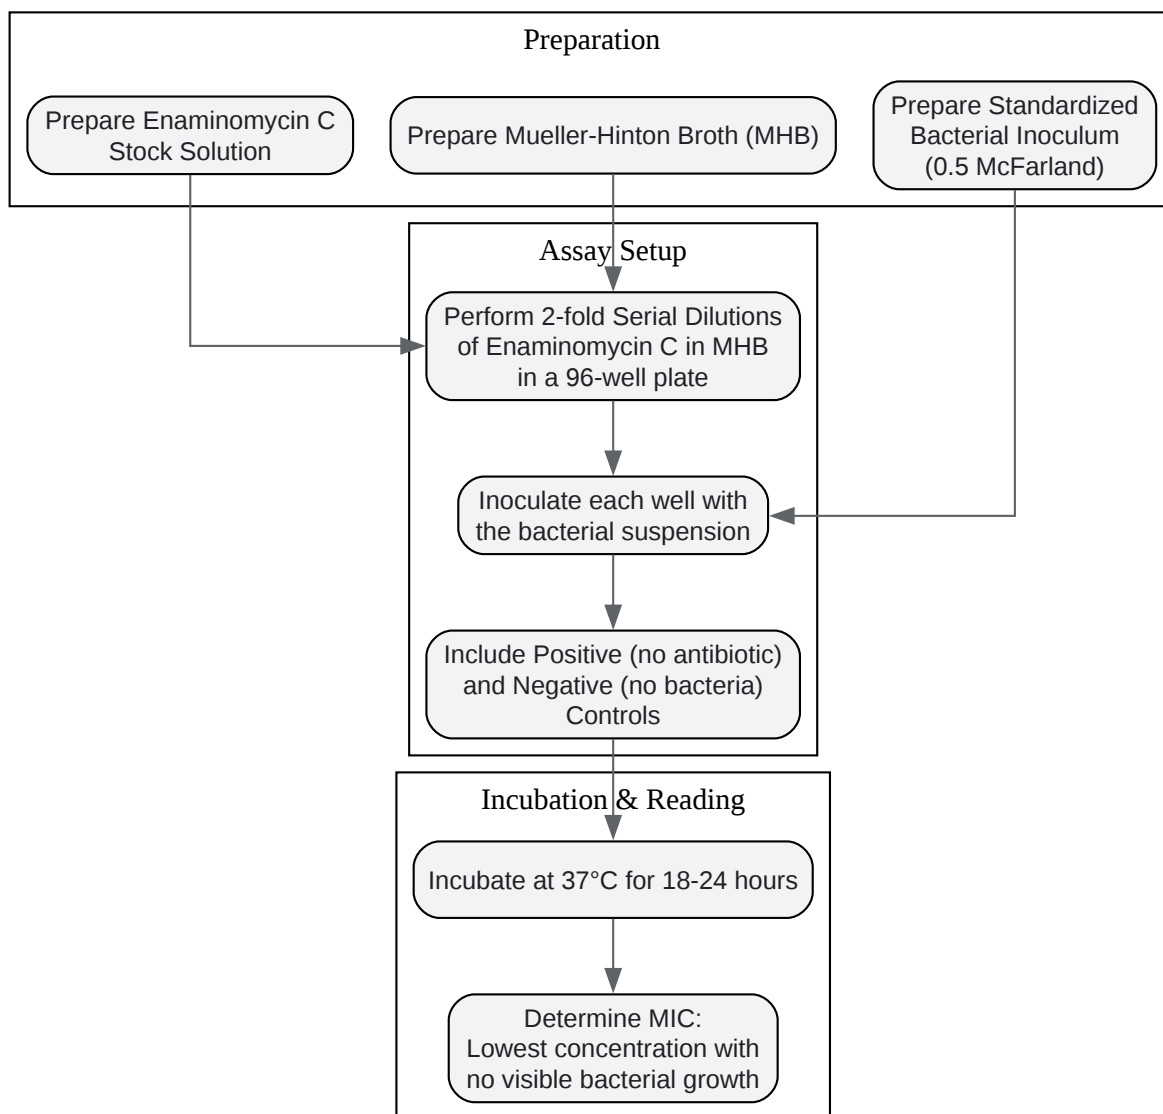 Preparation
Prepare Enaminomycin C
Stock Solution
Prepare Mueller-Hinton Broth (MHB)
Prepare Standardized
Bacterial Inoculum
(0.5 McFarland)
Assay Setup
Perform 2-fold Serial Dilutions
of Enaminomycin C in MHB
in a 96-well plate
Inoculate each well with
the bacterial suspension
Include Positive (no antibiotic)
and Negative (no bacteria)
Controls
Incubation & Reading
Incubate at 37°C for 18-24 hours
Determine MIC:
Lowest concentration with
no visible bacterial growth